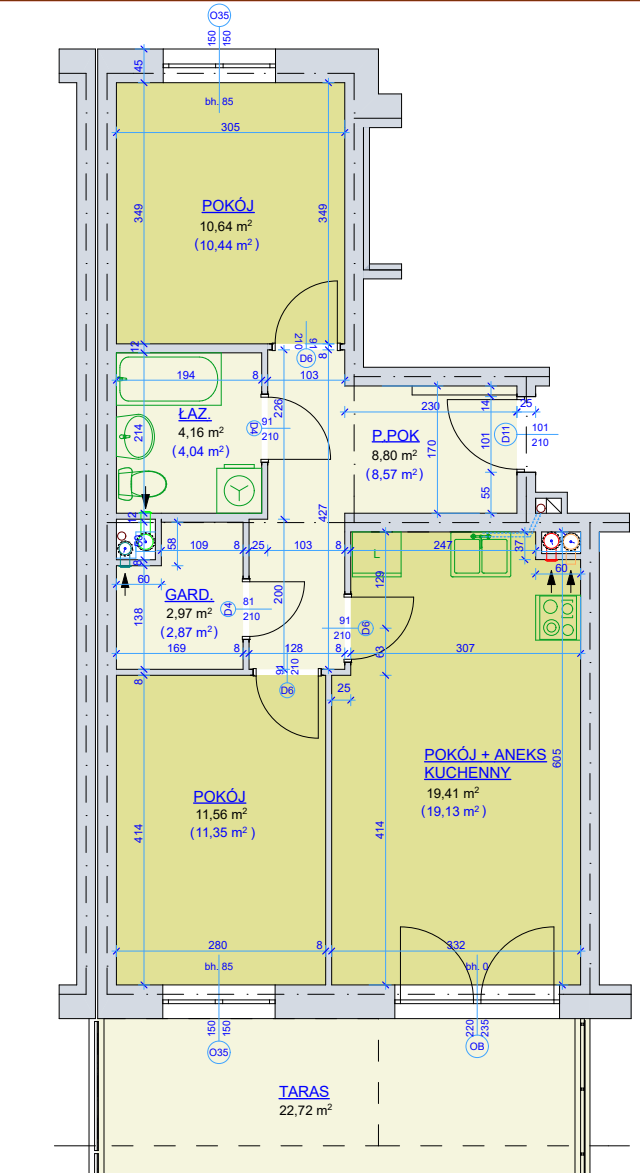 O35
150
150
45
bh. 85
305
349
349
POKÓJ
10,64 m²
(10,44 m²)
91
210
D6
8
12
194
8
103
226
ŁAZ.
4,16 m²
(4,04 m²)
214
D4
91
210
230
14
25
P.POK
8,80 m²
(8,57 m²)
170
101
D11
101
210
55
427
12
58
109
8
25
103
8
247
37
60
8
60
GARD.
2,97 m²
(2,87 m²)
138
D4
81
210
200
129
91
210
D6
169
8
128
8
63
307
8
91
210
D6
25
POKÓJ + ANEKS
KUCHENNY
19,41 m²
(19,13 m²)
605
POKÓJ
11,56 m²
(11,35 m²)
414
414
280
8
332
bh. 85
bh. 0
150
150
O35
220
235
OB
TARAS
22,72 m²